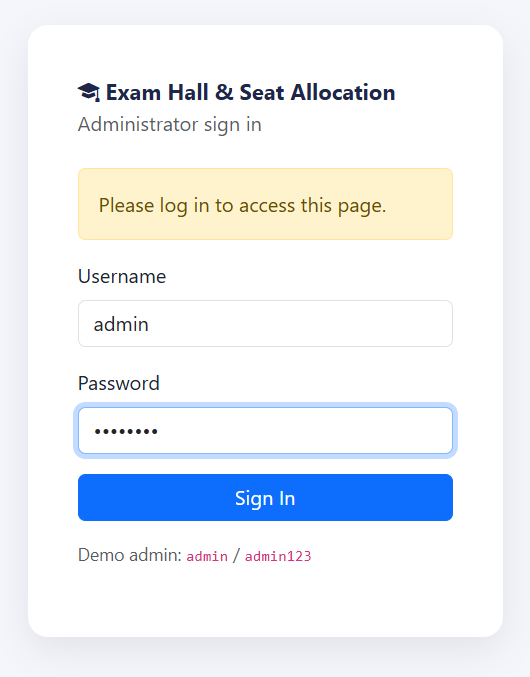 Exam Hall & Seat Allocation
Administrator sign in
Please log in to access this page.
Username
admin
Password
••••••••
Sign In
Demo admin: admin / admin123